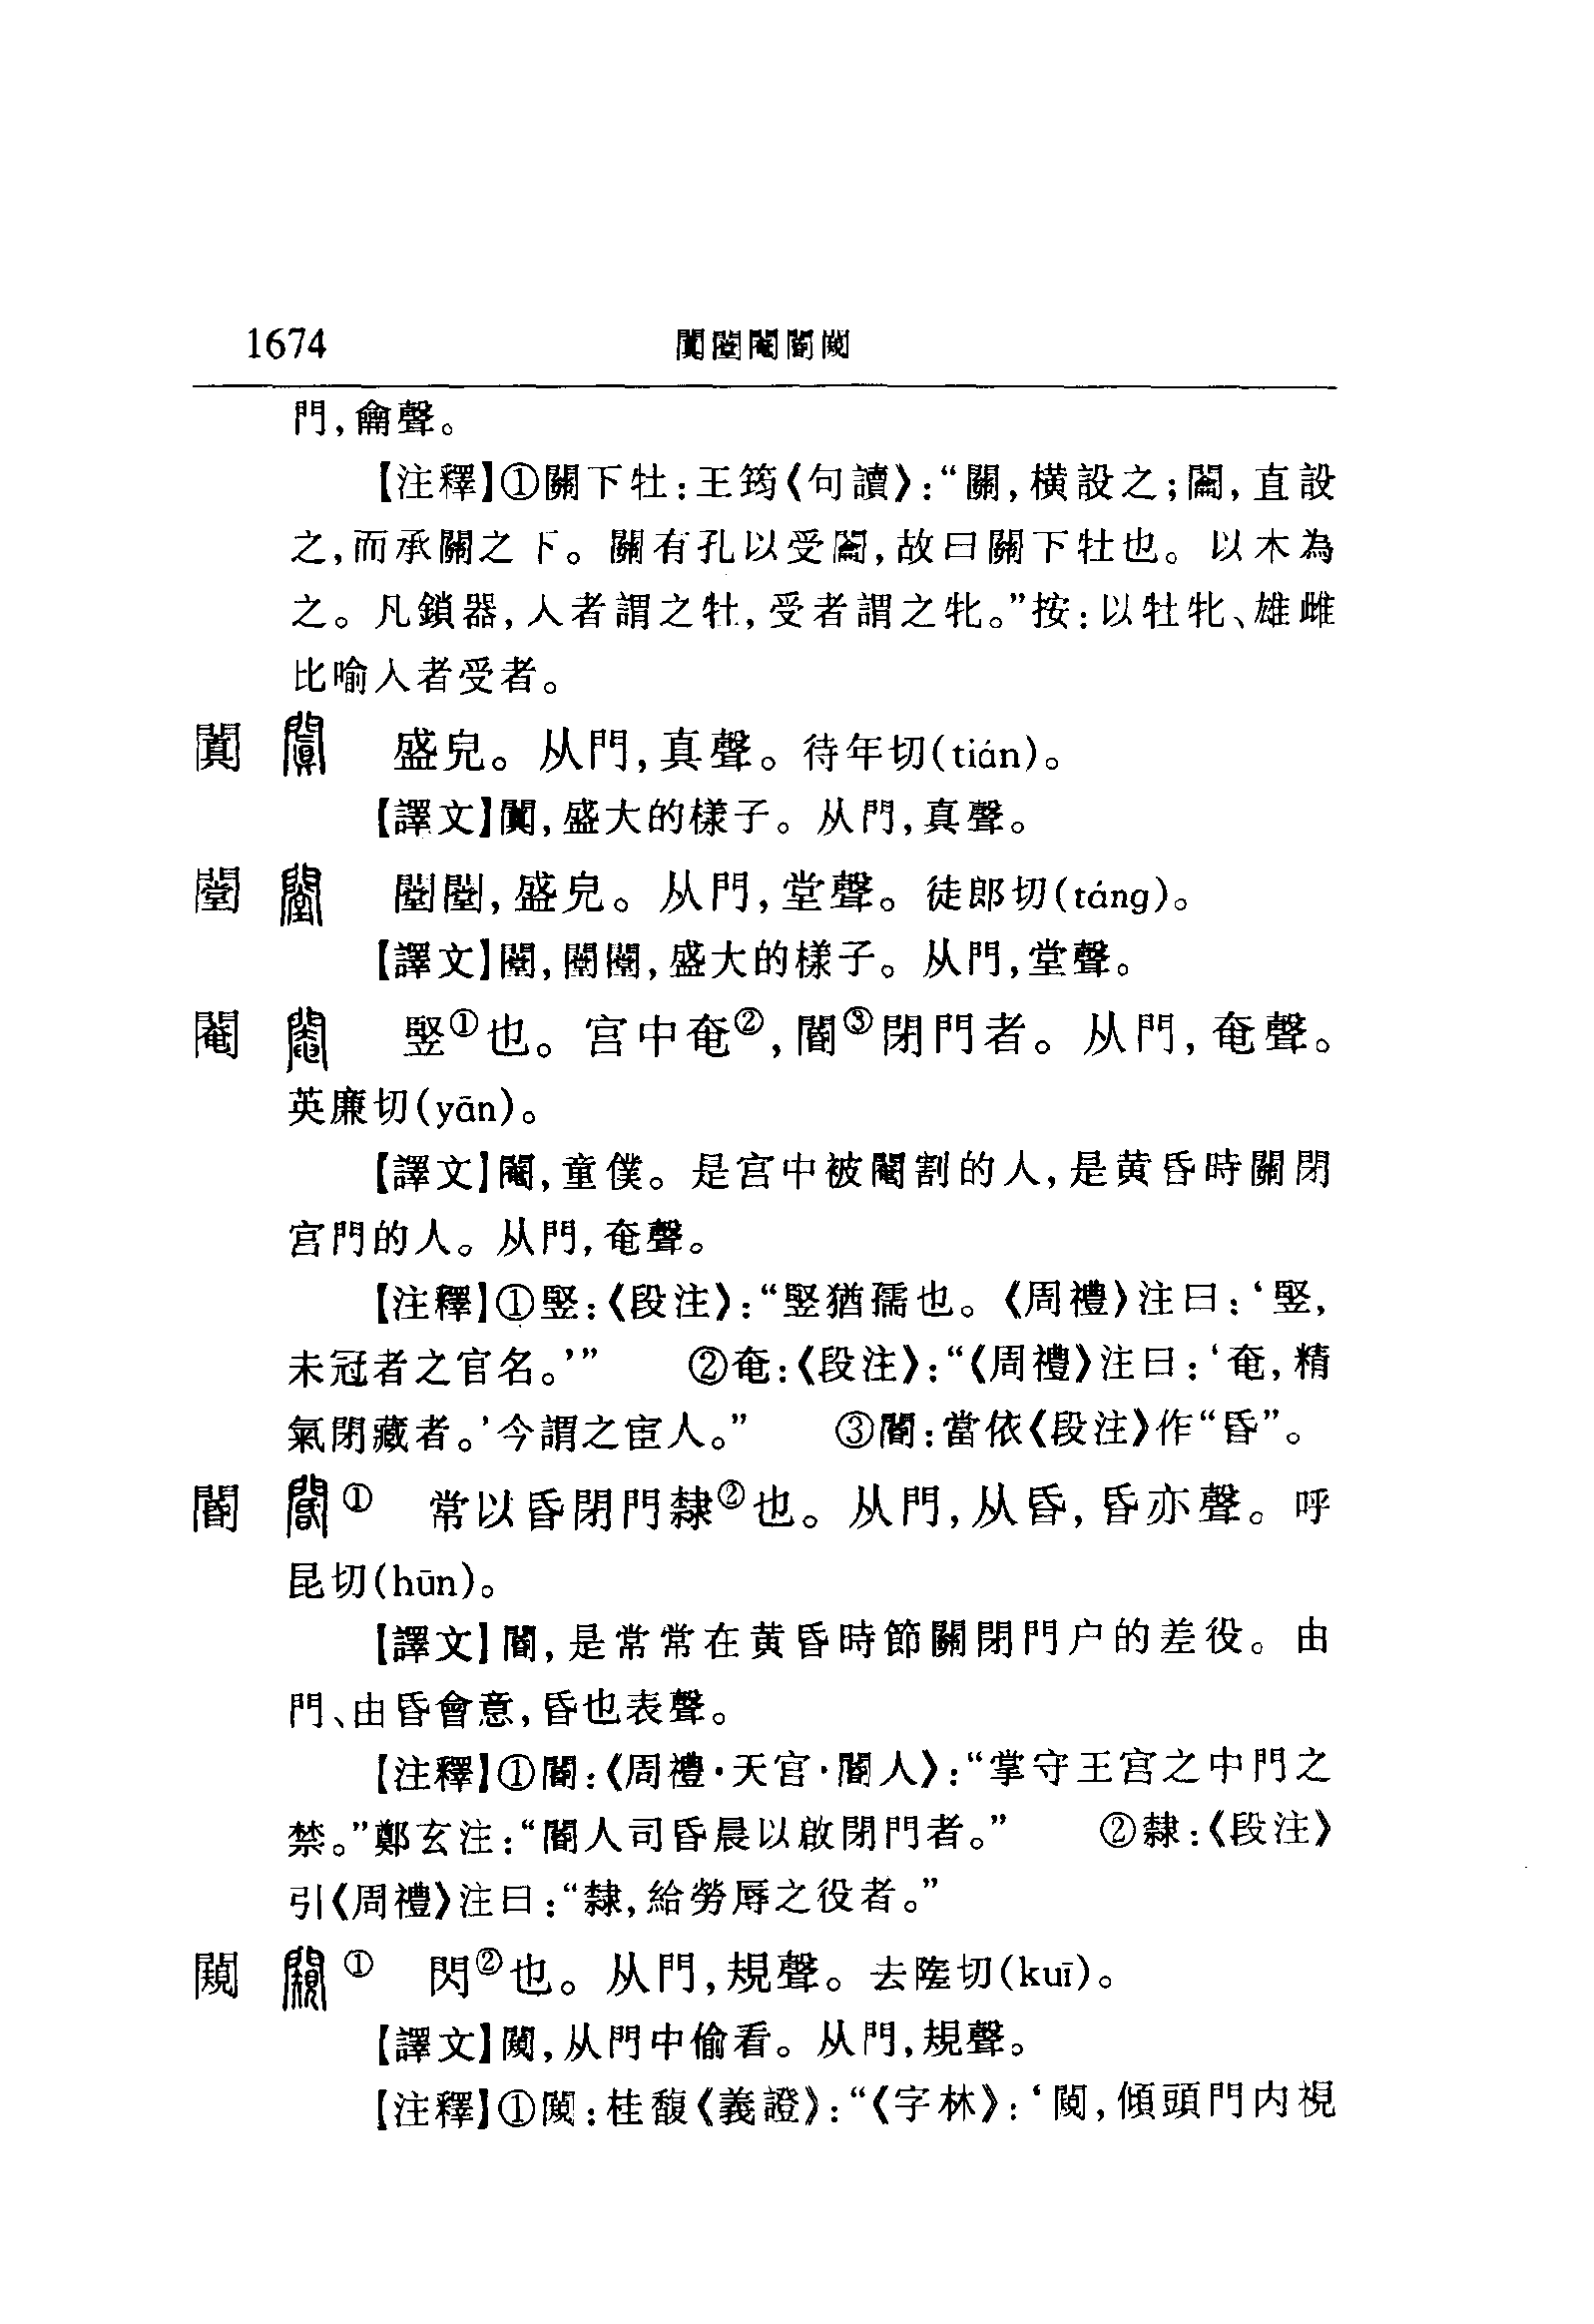 1674 闐闛閹閽闚
門，龠聲。
【注釋】①關下牡：王筠《句讀》：“關，横設之；闟，直設
之，而承關之下。關有孔以受闟，故曰關下牡也。以木為
之。凡鎖器，入者謂之牡，受者謂之牝。”按：以牡牝、雄雌
比喻入者受者。
闐 盛皃。从門，真聲。待年切(tián)。
【譯文】闐，盛大的樣子。从門，真聲。
闛 闛闛，盛皃。从門，堂聲。徒郎切(táng)。
【譯文】闛，闛闛，盛大的樣子。从門，堂聲。
閹 竪①也。宫中奄②，閽③閉門者。从門，奄聲。
英廉切(yān)。
【譯文】閹，童僕。是宫中被閹割的人，是黄昏時關閉
宫門的人。从門，奄聲。
【注釋】①竪：《段注》：“竪猶孺也。《周禮》注曰：‘竪，
未冠者之官名。’” ②奄：《段注》：“《周禮》注曰：‘奄，精
氣閉藏者。’今謂之宦人。” ③閽：當依《段注》作“昏”。
閽 ① 常以昏閉門隸②也。从門，从昏，昏亦聲。呼
昆切(hūn)。
【譯文】閽，是常常在黄昏時節關閉門户的差役。由
門、由昏會意，昏也表聲。
【注釋】①閽：《周禮·天官·閽人》：“掌守王宫之中門之
禁。”鄭玄注：“閽人司昏晨以啟閉門者。” ②隸：《段注》
引《周禮》注曰：“隸，給勞辱之役者。”
闚 ① 閃②也。从門，規聲。去隓切(kuī)。
【譯文】闚，从門中偷看。从門，規聲。
【注釋】①闚：桂馥《義證》：“《字林》：‘闚，傾頭門内視